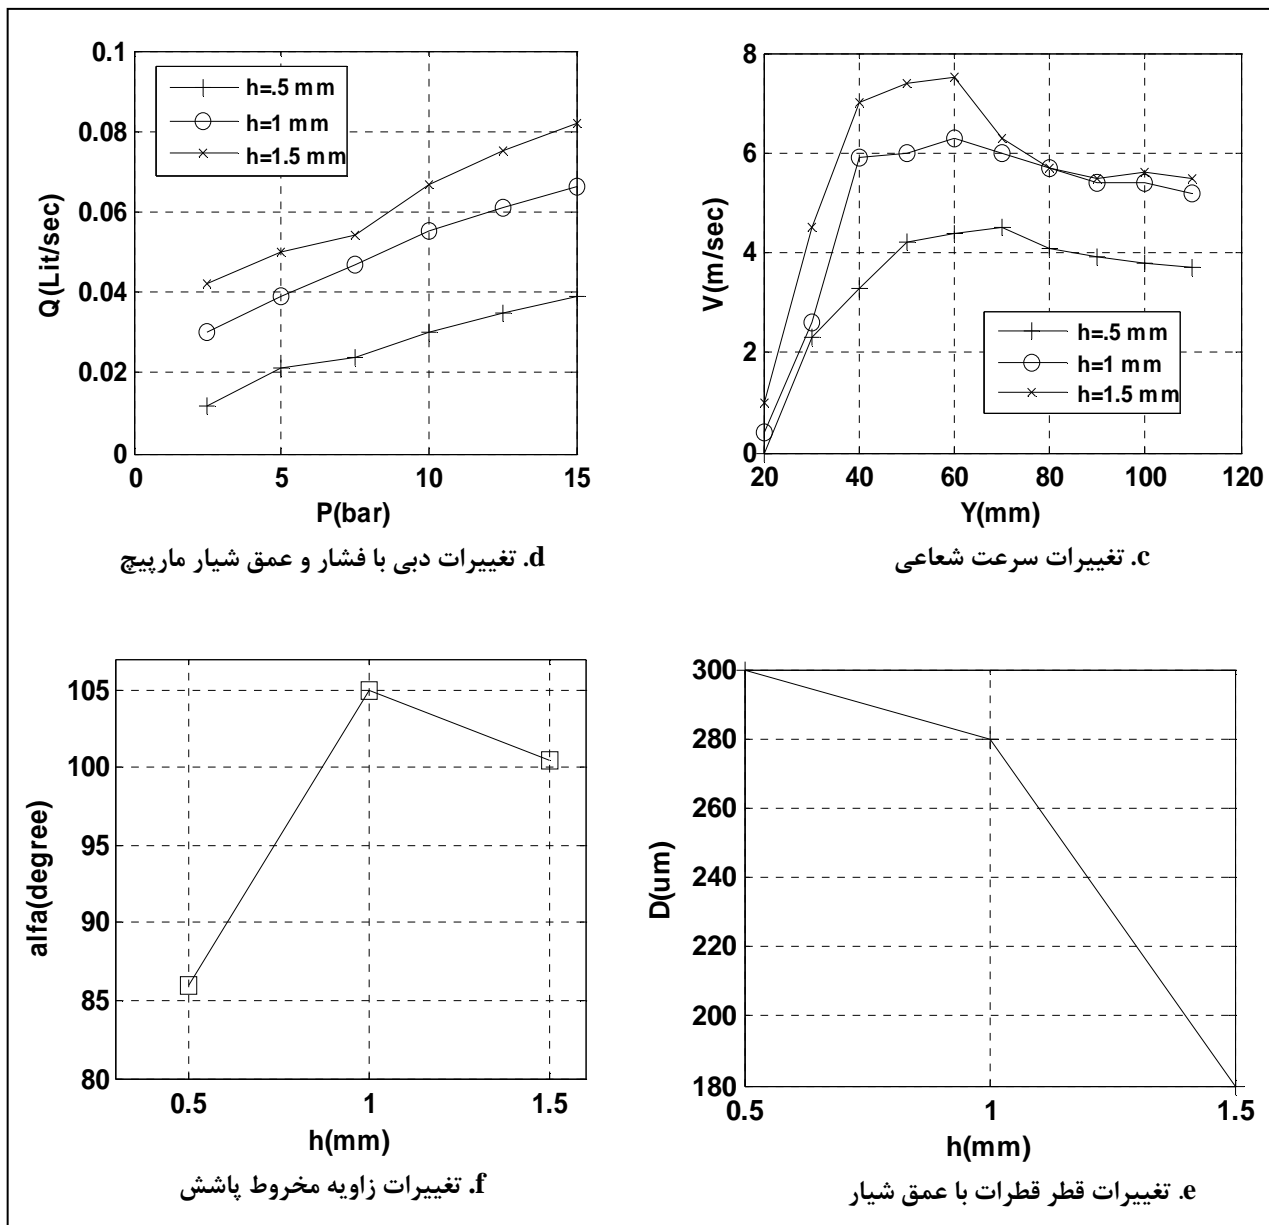 0.1
0.08
0.06
0.04
0.02
0
0
5
10
15
Q(Lit/sec)
P(bar)
h=.5 mm
h=1 mm
h=1.5 mm
d. تغییرات دبی با فشار و عمق شیار مارپیچ
8
6
4
2
0
20
40
60
80
100
120
V(m/sec)
Y(mm)
h=.5 mm
h=1 mm
h=1.5 mm
c. تغییرات سرعت شعاعی
105
100
95
90
85
80
0.5
1
1.5
alfa(degree)
h(mm)
f. تغییرات زاویه مخروط پاشش
300
280
260
240
220
200
180
0.5
1
1.5
D(um)
h(mm)
e. تغییرات قطر قطرات با عمق شیار